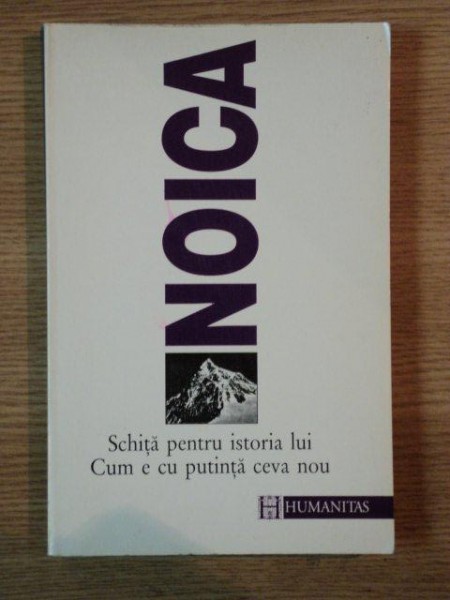 NOICA
Schiță pentru istoria lui
Cum e cu putință ceva nou
HUMANITAS